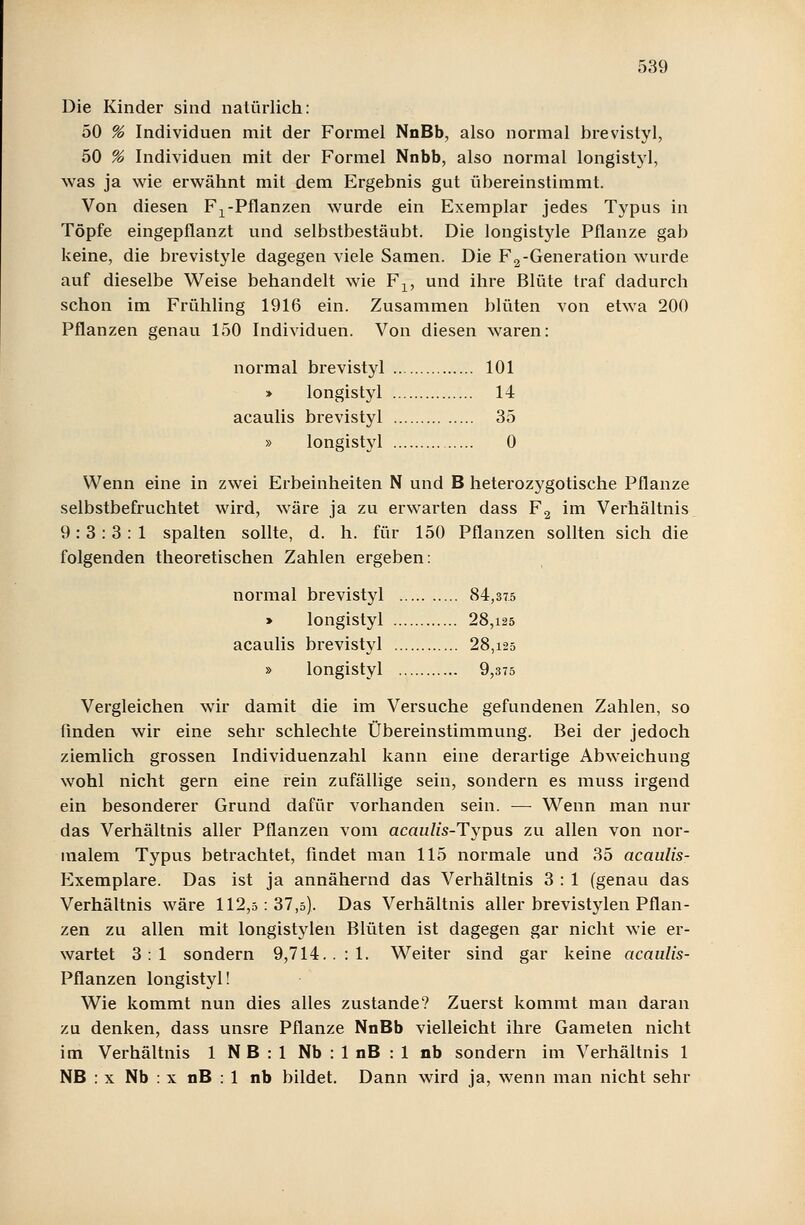 539
Die Kinder sind natürlich:
50 % Individuen mit der Formel NnBb, also normal brevistyl,
50 % Individuen mit der Formel Nnbb, also normal longistyl,
was ja wie erwähnt mit dem Ergebnis gut übereinstimmt.
Von diesen F₁-Pflanzen wurde ein Exemplar jedes Typus in
Töpfe eingepflanzt und selbstbestäubt. Die longistyle Pflanze gab
keine, die brevistyle dagegen viele Samen. Die F₂-Generation wurde
auf dieselbe Weise behandelt wie F₁, und ihre Blüte traf dadurch
schon im Frühling 1916 ein. Zusammen blüten von etwa 200
Pflanzen genau 150 Individuen. Von diesen waren:
normal brevistyl ............... 101
» longistyl ............... 14
acaulis brevistyl ............... 35
» longistyl ............... 0
Wenn eine in zwei Erbeinheiten N und B heterozygotische Pflanze
selbstbefruchtet wird, wäre ja zu erwarten dass F₂ im Verhältnis
9 : 3 : 3 : 1 spalten sollte, d. h. für 150 Pflanzen sollten sich die
folgenden theoretischen Zahlen ergeben:
normal brevistyl ........... 84,375
» longistyl ............ 28,125
acaulis brevistyl ............ 28,125
» longistyl ........... 9,375
Vergleichen wir damit die im Versuche gefundenen Zahlen, so
finden wir eine sehr schlechte Übereinstimmung. Bei der jedoch
ziemlich grossen Individuenzahl kann eine derartige Abweichung
wohl nicht gern eine rein zufällige sein, sondern es muss irgend
ein besonderer Grund dafür vorhanden sein. — Wenn man nur
das Verhältnis aller Pflanzen vom acaulis-Typus zu allen von nor-
malem Typus betrachtet, findet man 115 normale und 35 acaulis-
Exemplare. Das ist ja annähernd das Verhältnis 3 : 1 (genau das
Verhältnis wäre 112,5 : 37,5). Das Verhältnis aller brevistylen Pflan-
zen zu allen mit longistylen Blüten ist dagegen gar nicht wie er-
wartet 3 : 1 sondern 9,714. . : 1. Weiter sind gar keine acaulis-
Pflanzen longistyl!
Wie kommt nun dies alles zustande? Zuerst kommt man daran
zu denken, dass unsre Pflanze NnBb vielleicht ihre Gameten nicht
im Verhältnis 1 N B : 1 Nb : 1 nB : 1 nb sondern im Verhältnis 1
NB : x Nb : x nB : 1 nb bildet. Dann wird ja, wenn man nicht sehr